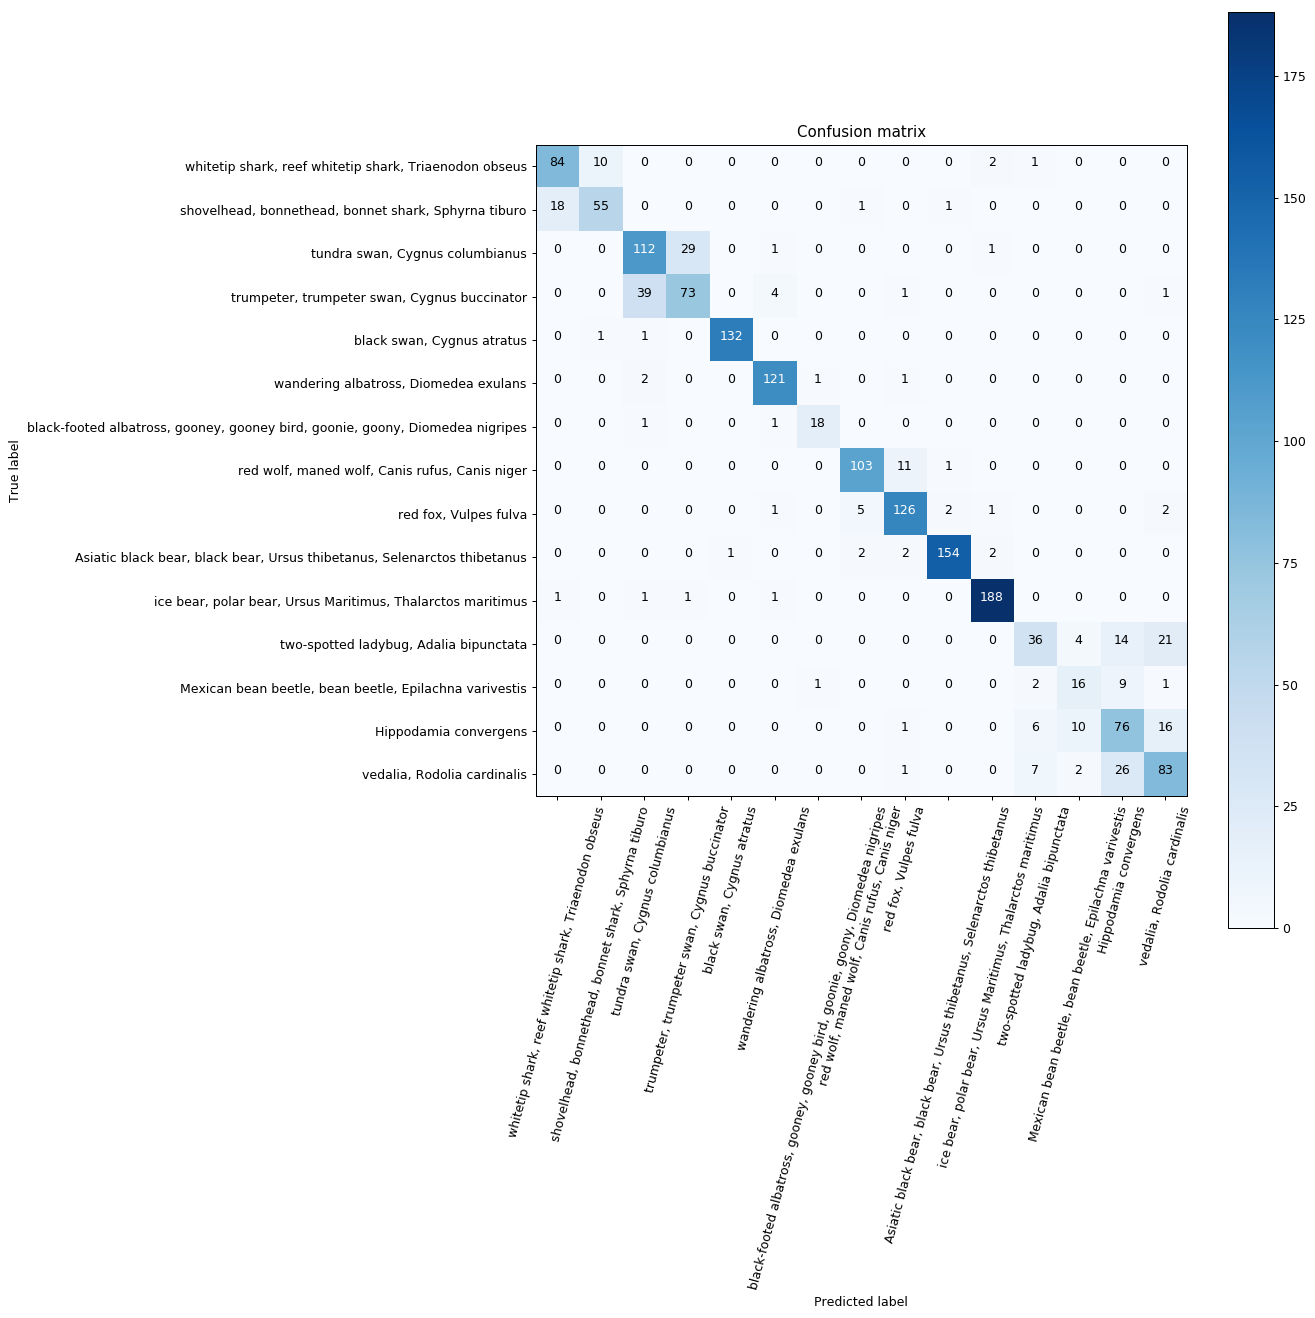 Confusion matrix
whitetip shark, reef whitetip shark, Triaenodon obseus 84 10 0 0 0 0 0 0 0 0 2 1 0 0 0
shovelhead, bonnethead, bonnet shark, Sphyrna tiburo 18 55 0 0 0 0 0 1 0 1 0 0 0 0 0
tundra swan, Cygnus columbianus 0 0 112 29 0 1 0 0 0 0 1 0 0 0 0
trumpeter, trumpeter swan, Cygnus buccinator 0 0 39 73 0 4 0 0 1 0 0 0 0 0 1
black swan, Cygnus atratus 0 1 1 0 132 0 0 0 0 0 0 0 0 0 0
wandering albatross, Diomedea exulans 0 0 2 0 0 121 1 0 1 0 0 0 0 0 0
black-footed albatross, gooney, gooney bird, goonie, goony, Diomedea nigripes 0 0 1 0 0 1 18 0 0 0 0 0 0 0 0
red wolf, maned wolf, Canis rufus, Canis niger 0 0 0 0 0 0 0 103 11 1 0 0 0 0 0
red fox, Vulpes fulva 0 0 0 0 0 1 0 5 126 2 1 0 0 0 2
Asiatic black bear, black bear, Ursus thibetanus, Selenarctos thibetanus 0 0 0 0 1 0 0 2 2 154 2 0 0 0 0
ice bear, polar bear, Ursus Maritimus, Thalarctos maritimus 1 0 1 1 0 1 0 0 0 0 188 0 0 0 0
two-spotted ladybug, Adalia bipunctata 0 0 0 0 0 0 0 0 0 0 0 36 4 14 21
Mexican bean beetle, bean beetle, Epilachna varivestis 0 0 0 0 0 0 1 0 0 0 0 2 16 9 1
Hippodamia convergens 0 0 0 0 0 0 0 0 1 0 0 6 10 76 16
vedalia, Rodolia cardinalis 0 0 0 0 0 0 0 0 1 0 0 7 2 26 83
True label
whitetip shark, reef whitetip shark, Triaenodon obseus
shovelhead, bonnethead, bonnet shark, Sphyrna tiburo
tundra swan, Cygnus columbianus
trumpeter, trumpeter swan, Cygnus buccinator
black swan, Cygnus atratus
wandering albatross, Diomedea exulans
black-footed albatross, gooney, gooney bird, goonie, goony, Diomedea nigripes
red wolf, maned wolf, Canis rufus, Canis niger
red fox, Vulpes fulva
Asiatic black bear, black bear, Ursus thibetanus, Selenarctos thibetanus
ice bear, polar bear, Ursus Maritimus, Thalarctos maritimus
two-spotted ladybug, Adalia bipunctata
Mexican bean beetle, bean beetle, Epilachna varivestis
Hippodamia convergens
vedalia, Rodolia cardinalis
Predicted label
175
150
125
100
75
50
25
0